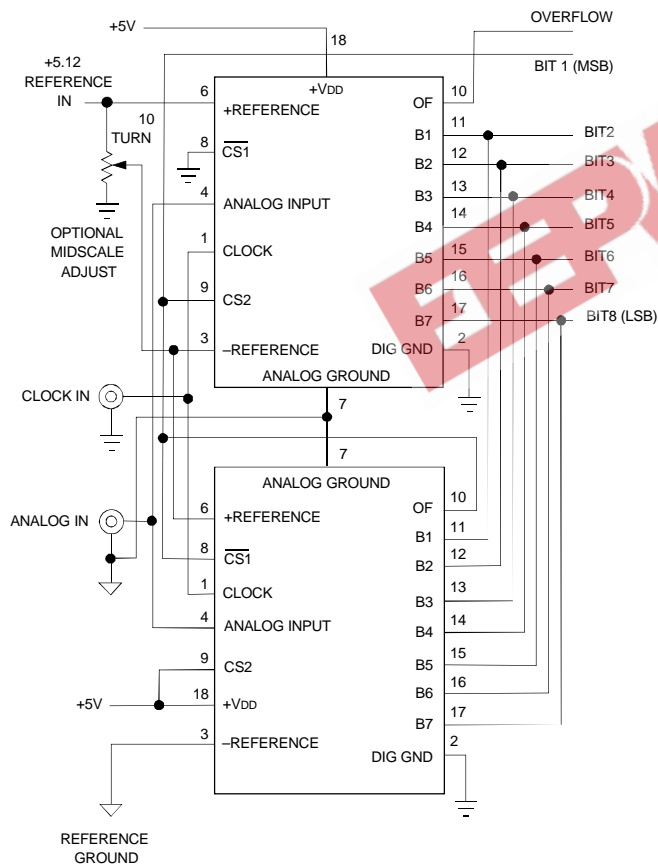 +5V
OVERFLOW
18
BIT 1 (MSB)
+5.12
REFERENCE
IN
+VDD
6
+REFERENCE
OF
10
10
TURN
8
CS1
B1
11
BIT2
B2
12
BIT3
4
ANALOG INPUT
B3
13
BIT4
OPTIONAL
MIDSCALE
ADJUST
B4
14
BIT5
1
CLOCK
B5
15
BIT6
9
CS2
B6
16
BIT7
B7
17
BIT8 (LSB)
3
–REFERENCE
DIG GND
2
ANALOG GROUND
CLOCK IN
7
7
ANALOG GROUND
ANALOG IN
6
+REFERENCE
OF
10
B1
11
8
CS1
B2
12
1
CLOCK
B3
13
4
ANALOG INPUT
B4
14
9
CS2
B5
15
+5V
18
+VDD
B6
16
B7
17
3
–REFERENCE
DIG GND
2
REFERENCE
GROUND